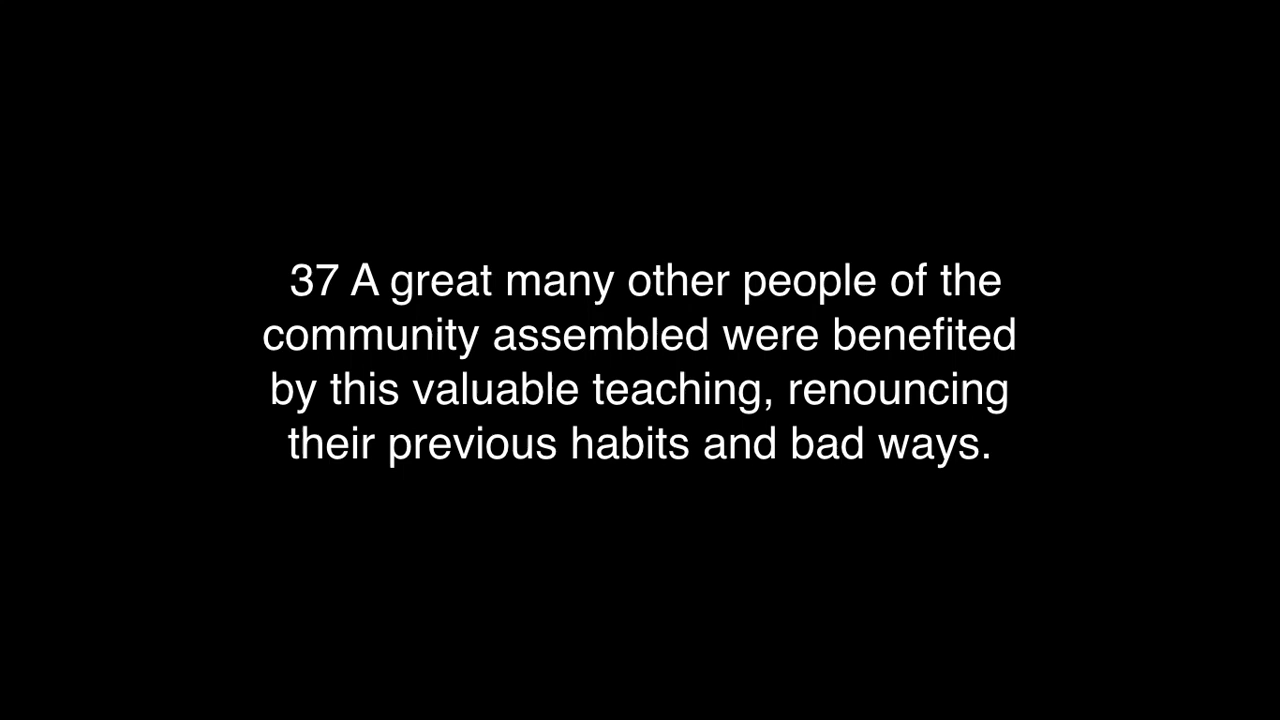 37 A great many other people of the
community assembled were benefited
by this valuable teaching, renouncing
their previous habits and bad ways.